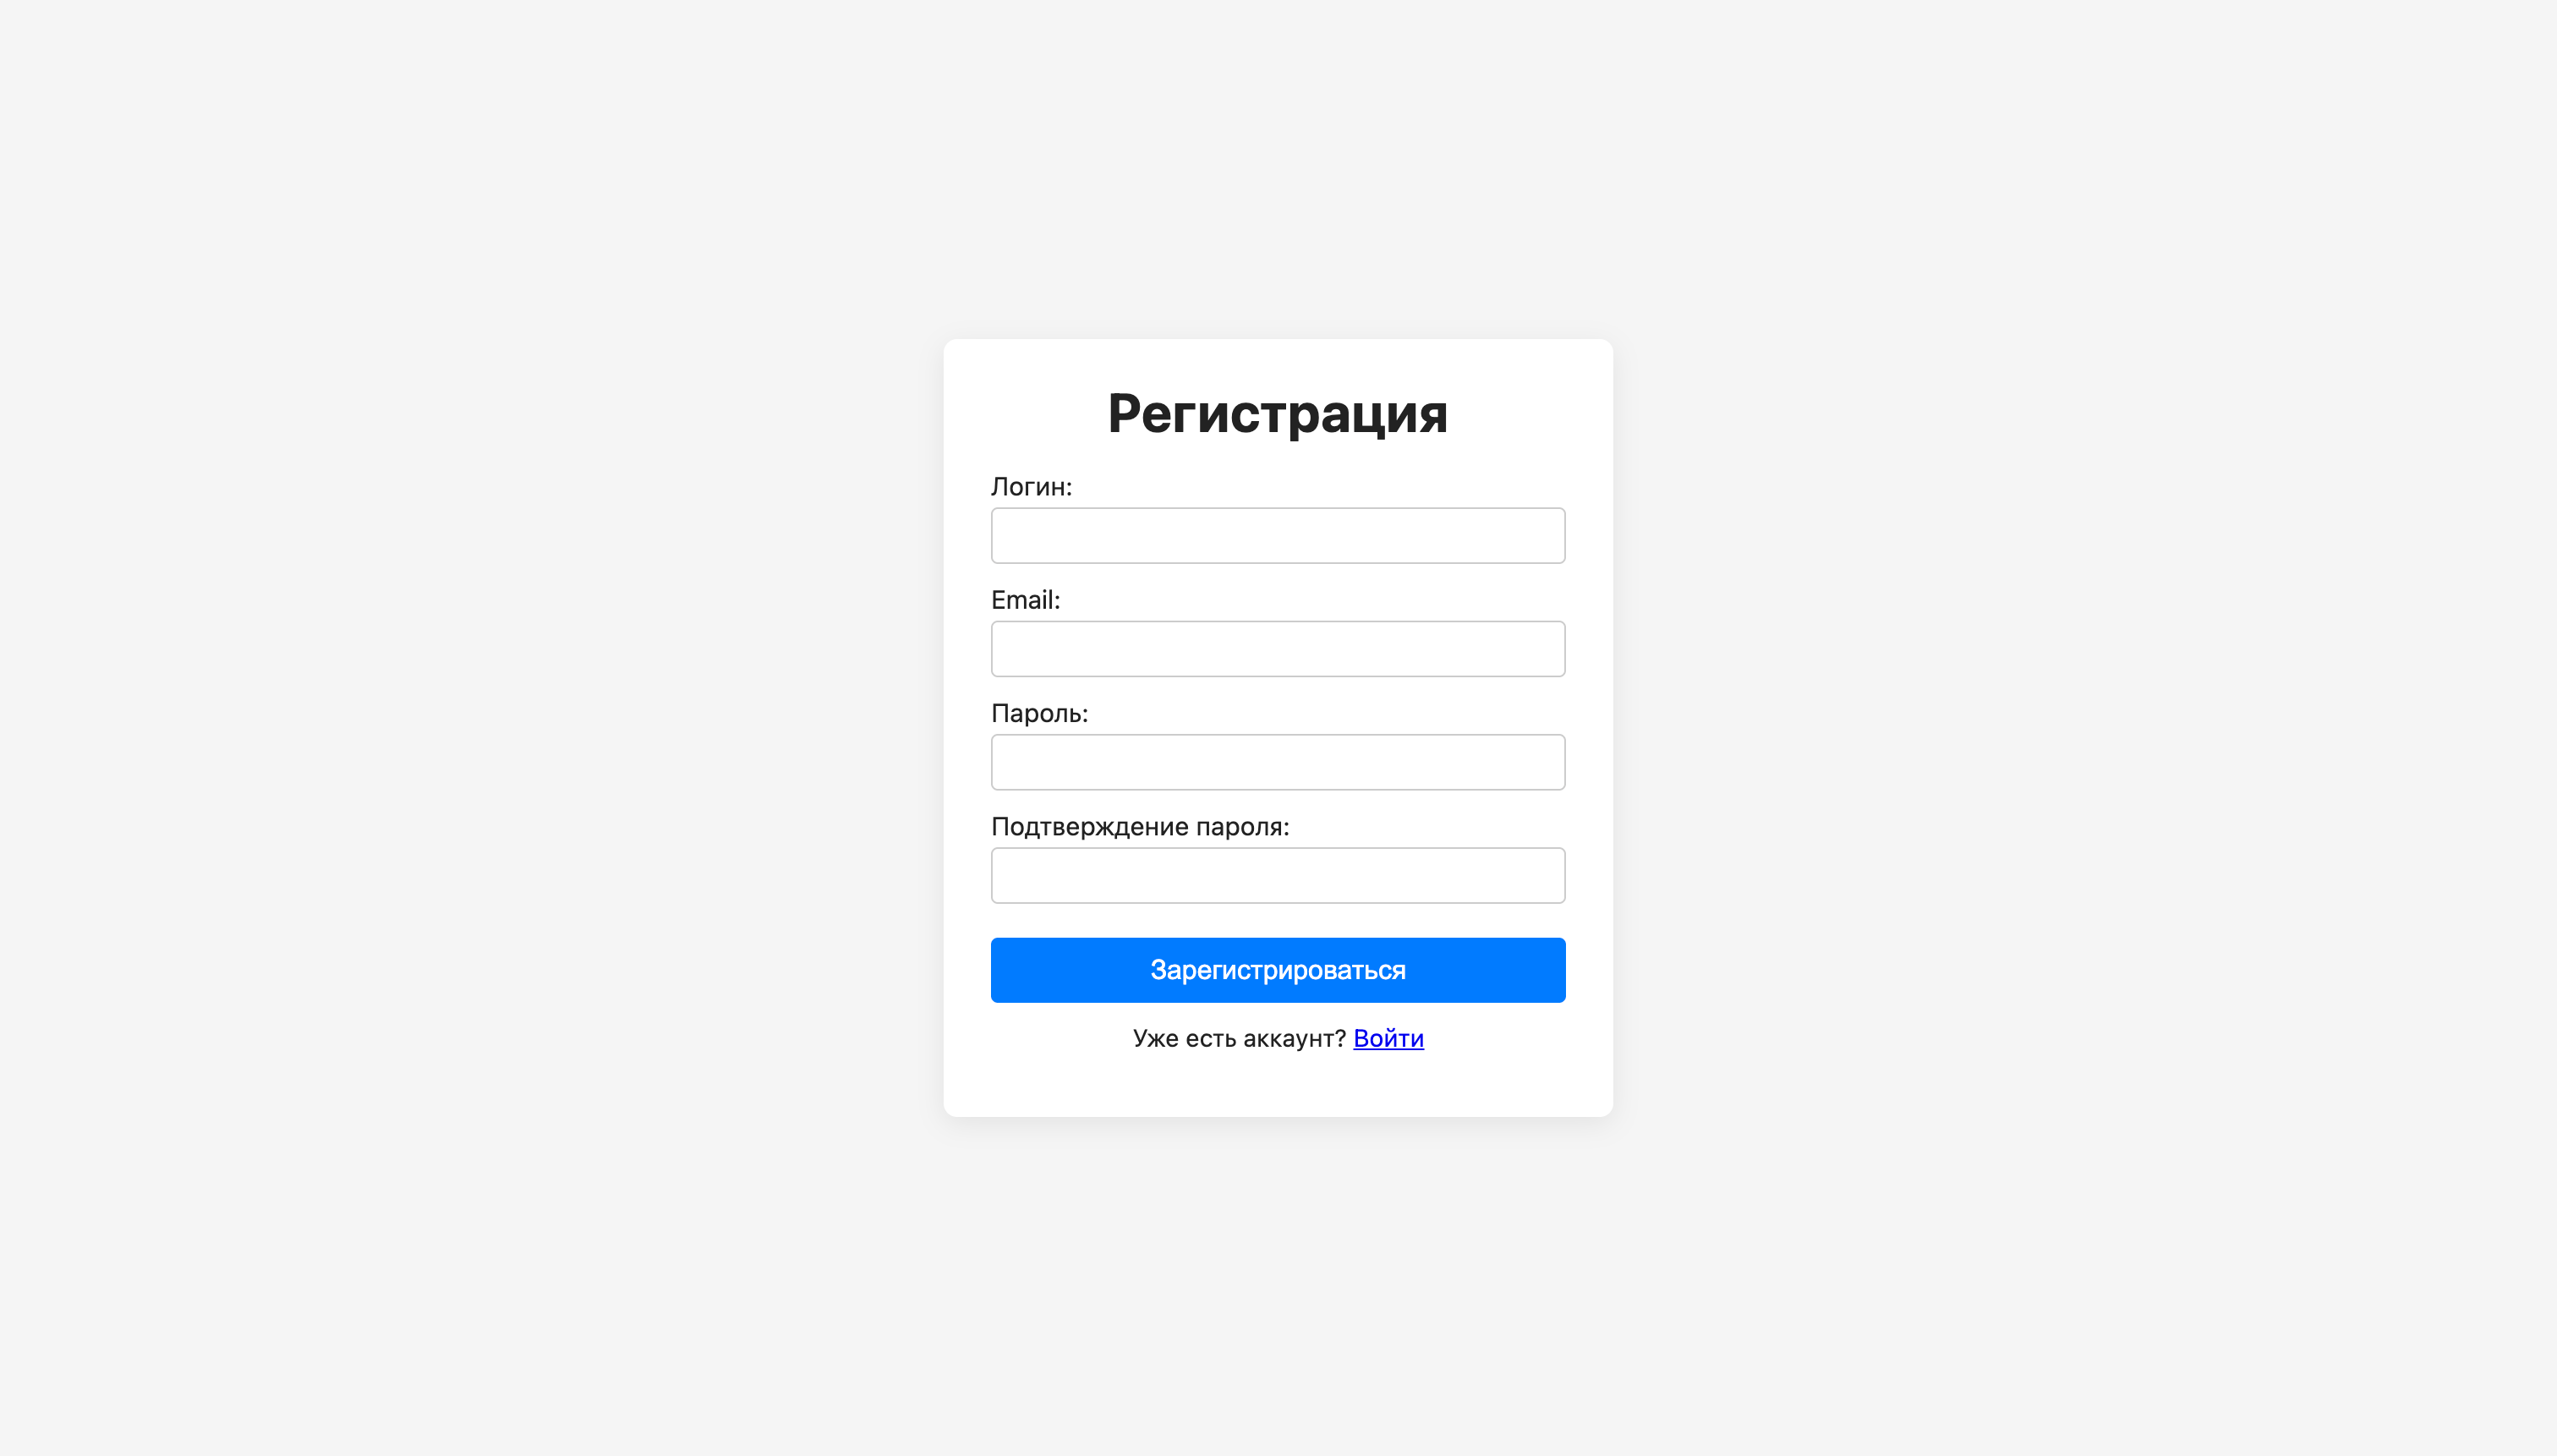 Регистрация
Логин:
Email:
Пароль:
Подтверждение пароля:
Зарегистрироваться
Уже есть аккаунт? Войти